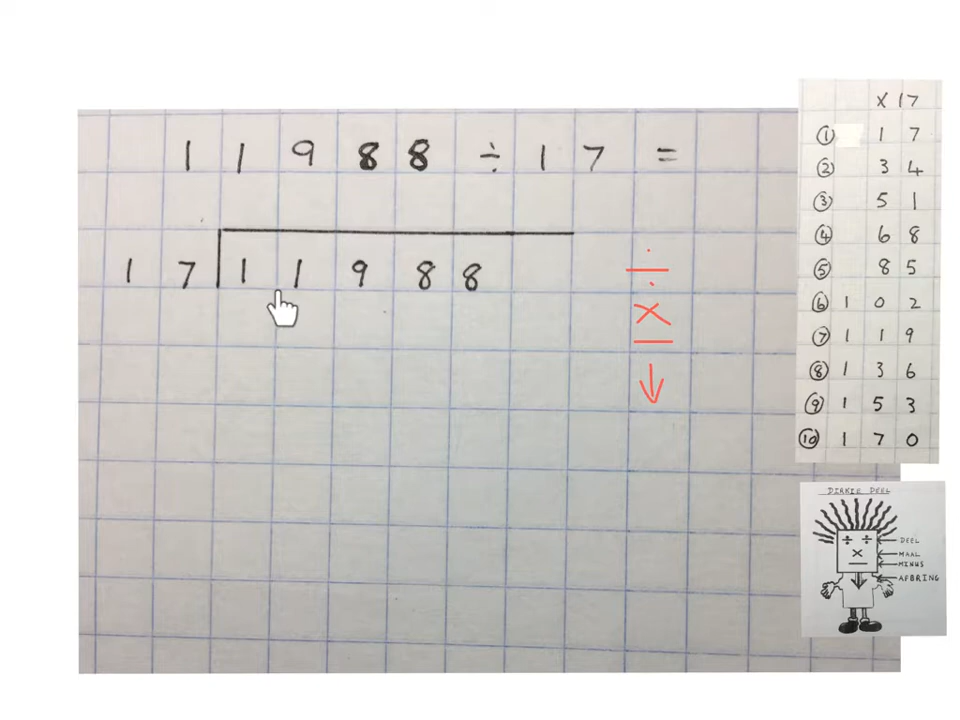 1 1 9 8 8 ÷ 1 7 =
1 7 1 1 9 8 8
÷
x
−
↓
x 17
① 1 7
② 3 4
③ 5 1
④ 6 8
⑤ 8 5
⑥ 1 0 2
⑦ 1 1 9
⑧ 1 3 6
⑨ 1 5 3
⑩ 1 7 0
DIRKIE DEEL
÷ ÷ DEEL
x MAAL
− MINUS
↓ AFBRING